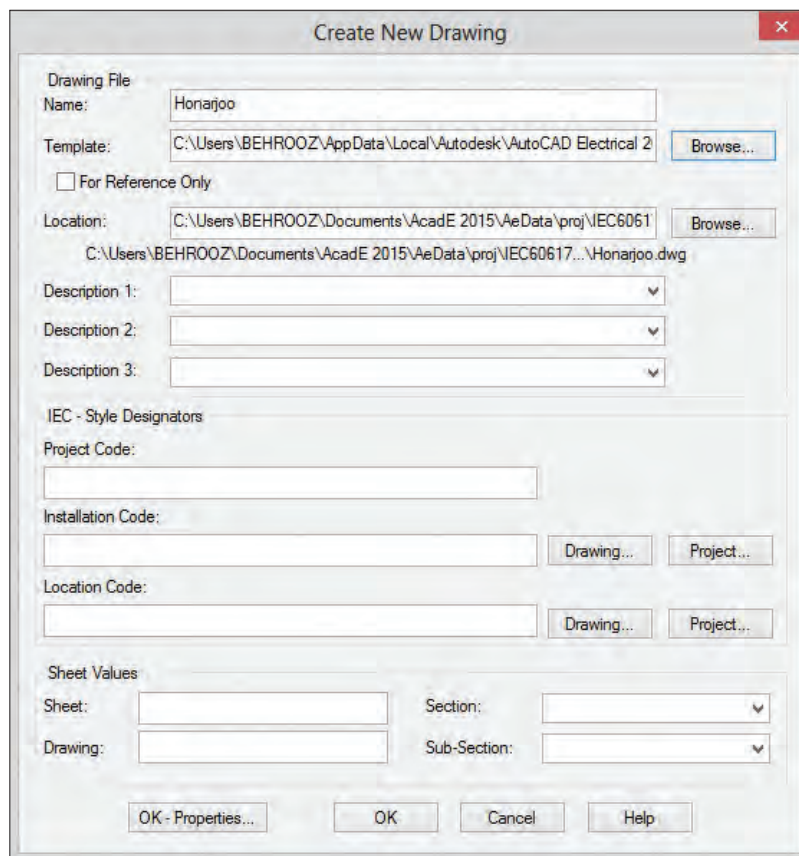 Create New Drawing
Drawing File
Name: Honarjoo
Template: C:\Users\BEHROOZ\AppData\Local\Autodesk\AutoCAD Electrical 2 Browse...
For Reference Only
Location: C:\Users\BEHROOZ\Documents\AcadE 2015\AeData\proj\IEC6061 Browse...
C:\Users\BEHROOZ\Documents\AcadE 2015\AeData\proj\IEC60617...\Honarjoo.dwg
Description 1:
Description 2:
Description 3:
IEC - Style Designators
Project Code:
Installation Code:
Drawing... Project...
Location Code:
Drawing... Project...
Sheet Values
Sheet: Section:
Drawing: Sub-Section:
OK - Properties... OK Cancel Help